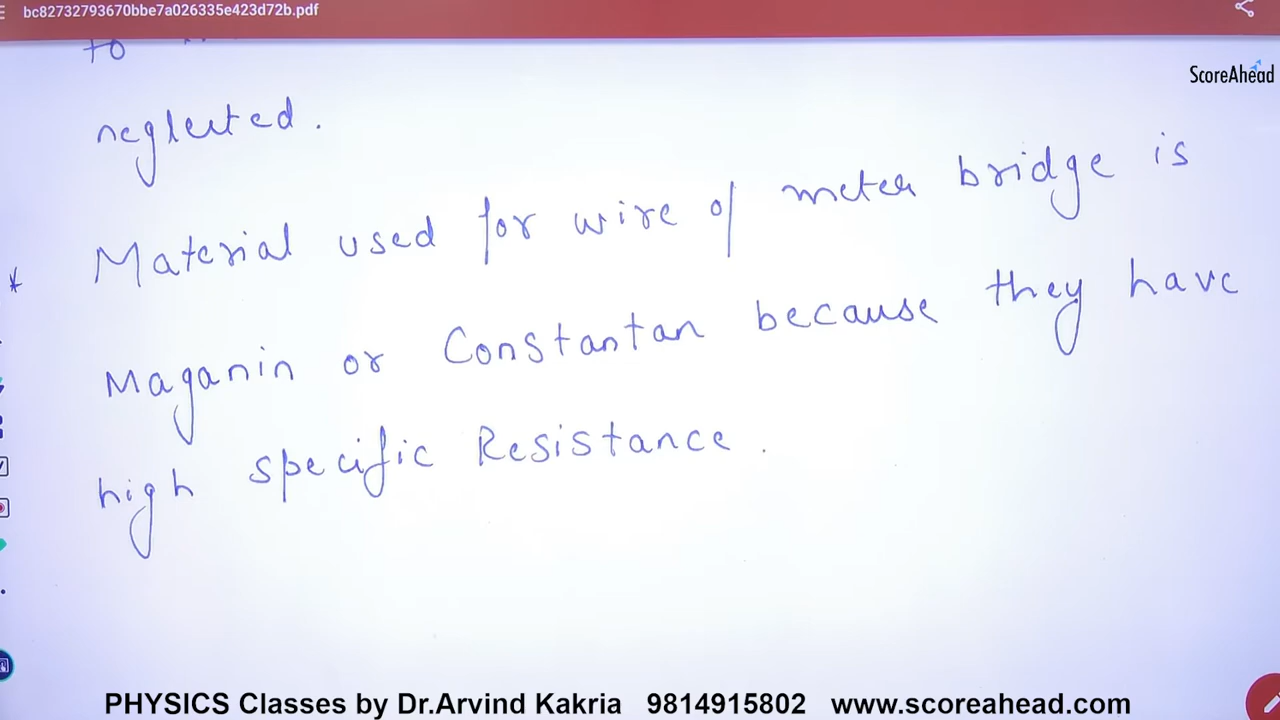 bc82732793670bbe7a026335e423d72b.pdf
ScoreAhead
to
neglected.
* Material used for wire of meter bridge is
Maganin or Constantan because they have
high specific Resistance.
PHYSICS Classes by Dr.Arvind Kakria 9814915802 www.scoreahead.com